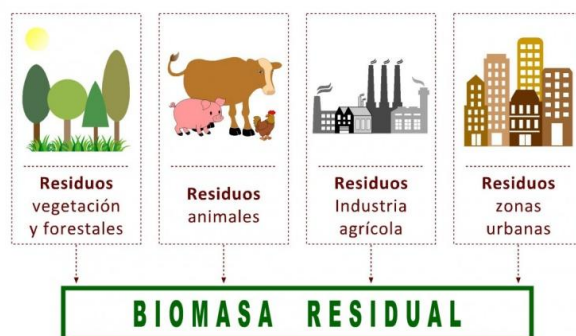 Residuos
vegetación
y forestales
Residuos
animales
Residuos
Industria
agrícola
Residuos
zonas
urbanas
BIOMASA RESIDUAL